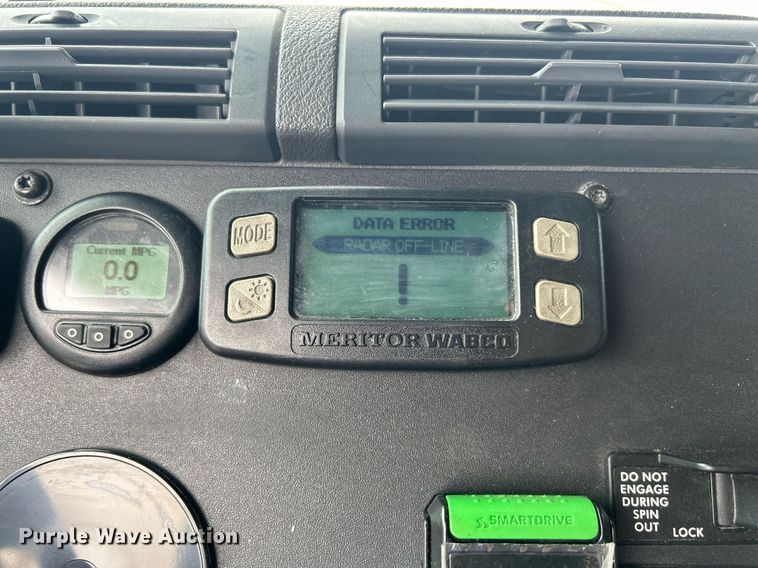 Current MPG
0.0
MPG
MODE
DATA ERROR
RADAR OFF-LINE
!
MERITOR WABCO
SMARTDRIVE
DO NOT
ENGAGE
DURING
SPIN
OUT
LOCK
Purple Wave Auction